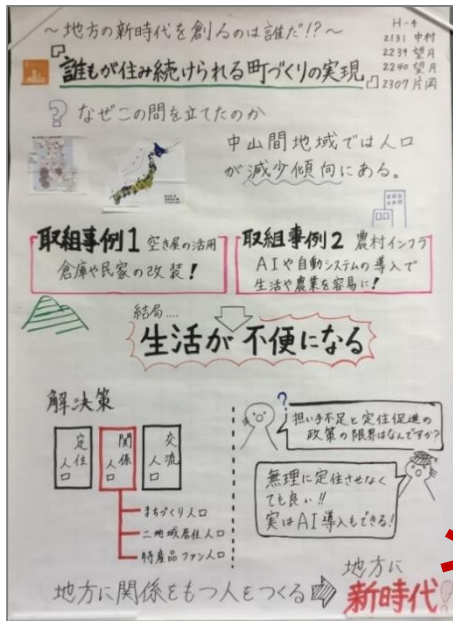 ～地方の新時代を創るのは誰だ!?～
H-4
2131 中村
2239 望月
2240 望月
2307 片岡
『誰もが住み続けられる町づくりの実現』
? なぜこの問を立てたのか
中山間地域では人口
が減少傾向にある。
取組事例1 空き屋の活用
倉庫や民家の改装!
取組事例2 農村インフラ
AIや自動システムの導入で
生活や農業を容易に!
結局....
生活が不便になる
解決策
定住人口
関係人口
交流人口
まちづくり人口
二地域居住人口
特産品ファン人口
?
担い手不足と定住促進の
政策の限界はなんですか?
無理に定住させなく
ても良い!!
実はAI導入もできる!
地方に関係をもつ人をつくる⇨
地方に
新時代!